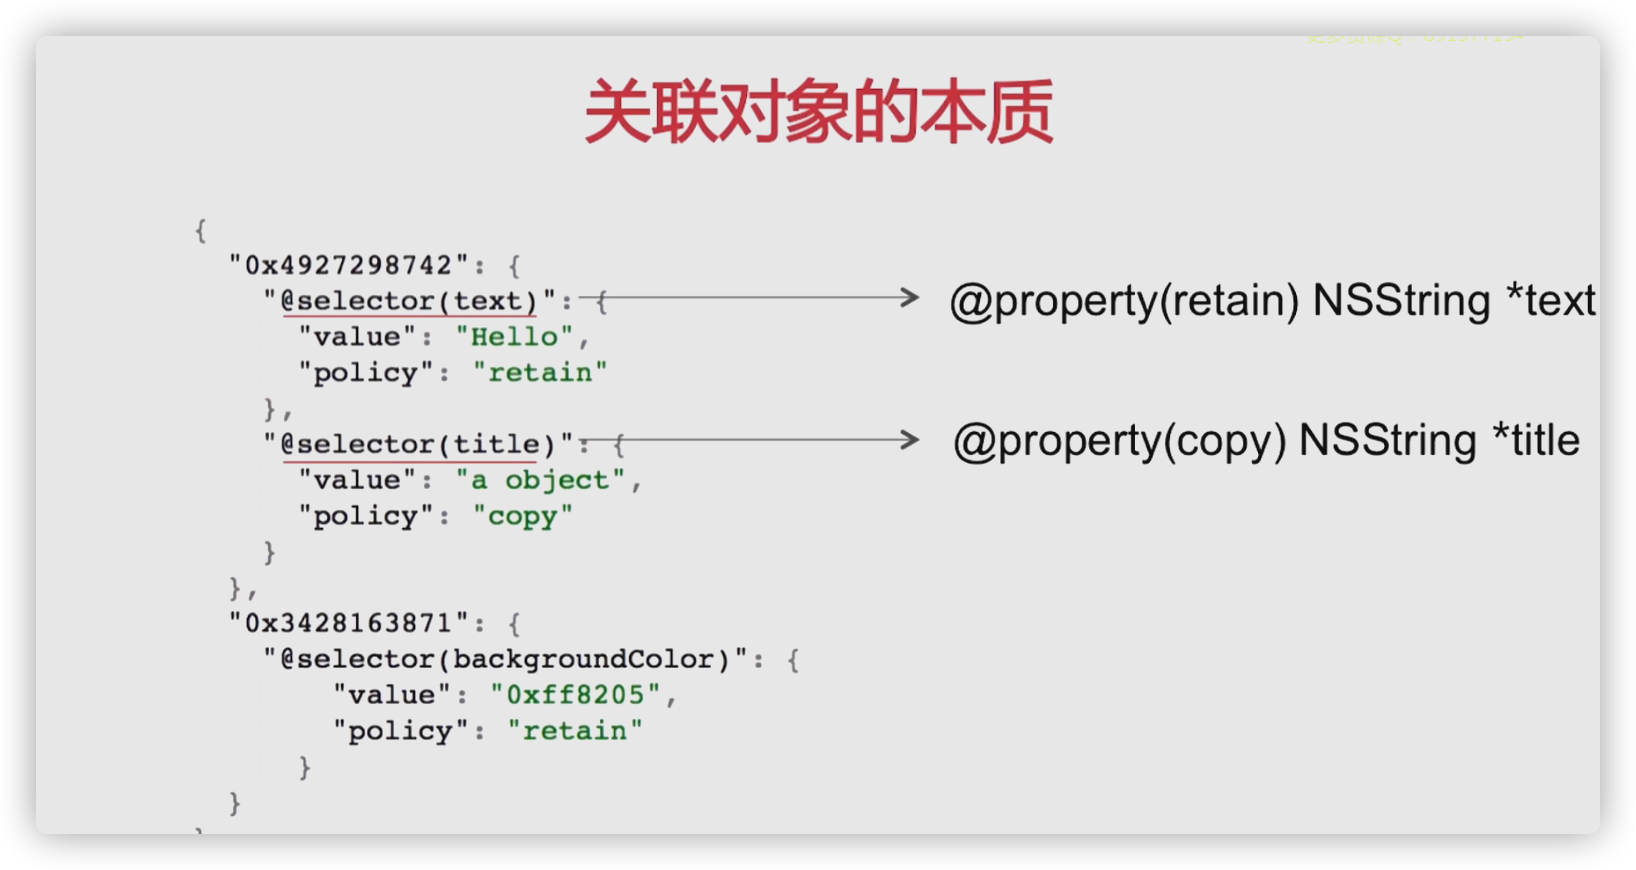 关联对象的本质
{
"0x4927298742": {
"@selector(text)": {
@property(retain) NSString *text
"value": "Hello",
"policy": "retain"
},
"@selector(title)": {
@property(copy) NSString *title
"value": "a object",
"policy": "copy"
}
},
"0x3428163871": {
"@selector(backgroundColor)": {
"value": "0xff8205",
"policy": "retain"
}
}